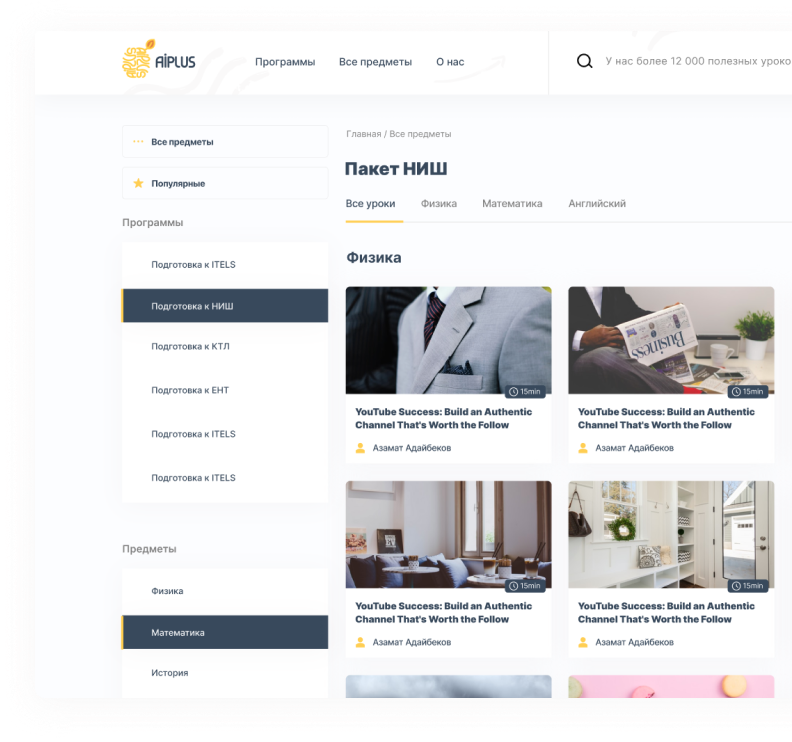 AIPLUS
Программы
Все предметы
О нас
У нас более 12 000 полезных уроко
Все предметы
Популярные
Программы
Подготовка к ITELS
Подготовка к НИШ
Подготовка к КТЛ
Подготовка к ЕНТ
Подготовка к ITELS
Подготовка к ITELS
Предметы
Физика
Математика
История
Главная / Все предметы
Пакет НИШ
Все уроки
Физика
Математика
Английский
Физика
15min
YouTube Success: Build an Authentic
Channel That's Worth the Follow
Азамат Адайбеков
Business
15min
YouTube Success: Build an Authentic
Channel That's Worth the Follow
Азамат Адайбеков
15min
YouTube Success: Build an Authentic
Channel That's Worth the Follow
Азамат Адайбеков
15min
YouTube Success: Build an Authentic
Channel That's Worth the Follow
Азамат Адайбеков